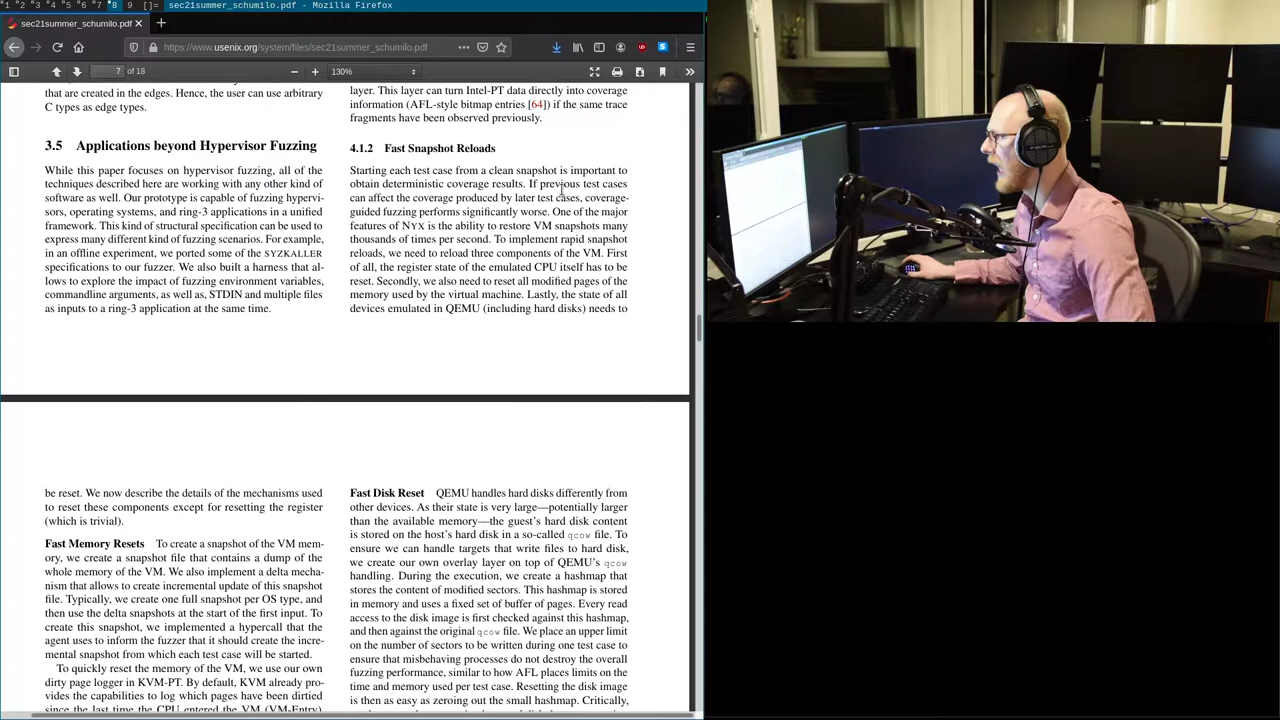 1 2 3 4 5 6 7 8 9 []= sec21summer_schumilo.pdf - Mozilla Firefox
sec21summer_schumilo.pdf
https://www.usenix.org/system/files/sec21summer_schumilo.pdf
7 of 18
130%
that are created in the edges. Hence, the user can use arbitrary
C types as edge types.
3.5 Applications beyond Hypervisor Fuzzing
While this paper focuses on hypervisor fuzzing, all of the
techniques described here are working with any other kind of
software as well. Our prototype is capable of fuzzing hypervi-
sors, operating systems, and ring-3 applications in a unified
framework. This kind of structural specification can be used to
express many different kind of fuzzing scenarios. For example,
in an offline experiment, we ported some of the SYZKALLER
specifications to our fuzzer. We also built a harness that al-
lows to explore the impact of fuzzing environment variables,
commandline arguments, as well as, STDIN and multiple files
as inputs to a ring-3 application at the same time.
layer. This layer can turn Intel-PT data directly into coverage
information (AFL-style bitmap entries [64]) if the same trace
fragments have been observed previously.
4.1.2 Fast Snapshot Reloads
Starting each test case from a clean snapshot is important to
obtain deterministic coverage results. If previous test cases
can affect the coverage produced by later test cases, coverage-
guided fuzzing performs significantly worse. One of the major
features of NYX is the ability to restore VM snapshots many
thousands of times per second. To implement rapid snapshot
reloads, we need to reload three components of the VM. First
of all, the register state of the emulated CPU itself has to be
reset. Secondly, we also need to reset all modified pages of the
memory used by the virtual machine. Lastly, the state of all
devices emulated in QEMU (including hard disks) needs to
be reset. We now describe the details of the mechanisms used
to reset these components except for resetting the register
(which is trivial).
Fast Memory Resets To create a snapshot of the VM mem-
ory, we create a snapshot file that contains a dump of the
whole memory of the VM. We also implement a delta mecha-
nism that allows to create incremental update of this snapshot
file. Typically, we create one full snapshot per OS type, and
then use the delta snapshots at the start of the first input. To
create this snapshot, we implemented a hypercall that the
agent uses to inform the fuzzer that it should create the incre-
mental snapshot from which each test case will be started.
To quickly reset the memory of the VM, we use our own
dirty page logger in KVM-PT. By default, KVM already pro-
vides the capabilities to log which pages have been dirtied
since the last time the CPU entered the VM (VM-Entry)
Fast Disk Reset QEMU handles hard disks differently from
other devices. As their state is very large—potentially larger
than the available memory—the guest's hard disk content
is stored on the host's hard disk in a so-called qcow file. To
ensure we can handle targets that write files to hard disk,
we create our own overlay layer on top of QEMU's qcow
handling. During the execution, we create a hashmap that
stores the content of modified sectors. This hashmap is stored
in memory and uses a fixed set of buffer of pages. Every read
access to the disk image is first checked against this hashmap,
and then against the original qcow file. We place an upper limit
on the number of sectors to be written during one test case to
ensure that misbehaving processes do not destroy the overall
fuzzing performance, similar to how AFL places limits on the
time and memory used per test case. Resetting the disk image
is then as easy as zeroing out the small hashmap. Critically,